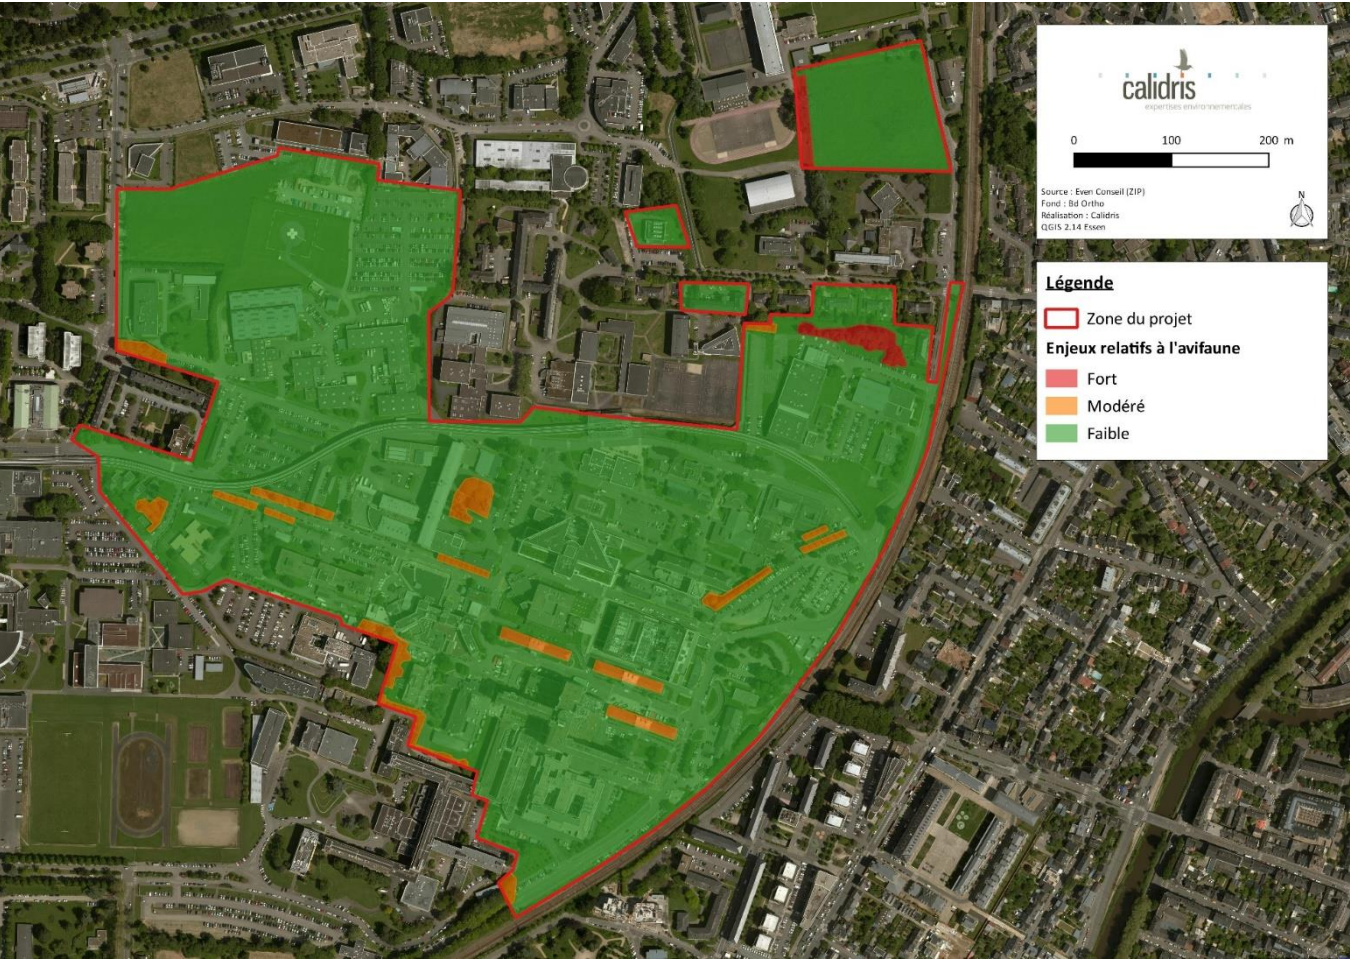 calidris
expertises environnementales
0 100 200 m
Source : Even Conseil (ZIP)
Fond : Bd Ortho
Réalisation : Calidris
QGIS 2.14 Essen
N
Légende
Zone du projet
Enjeux relatifs à l'avifaune
Fort
Modéré
Faible